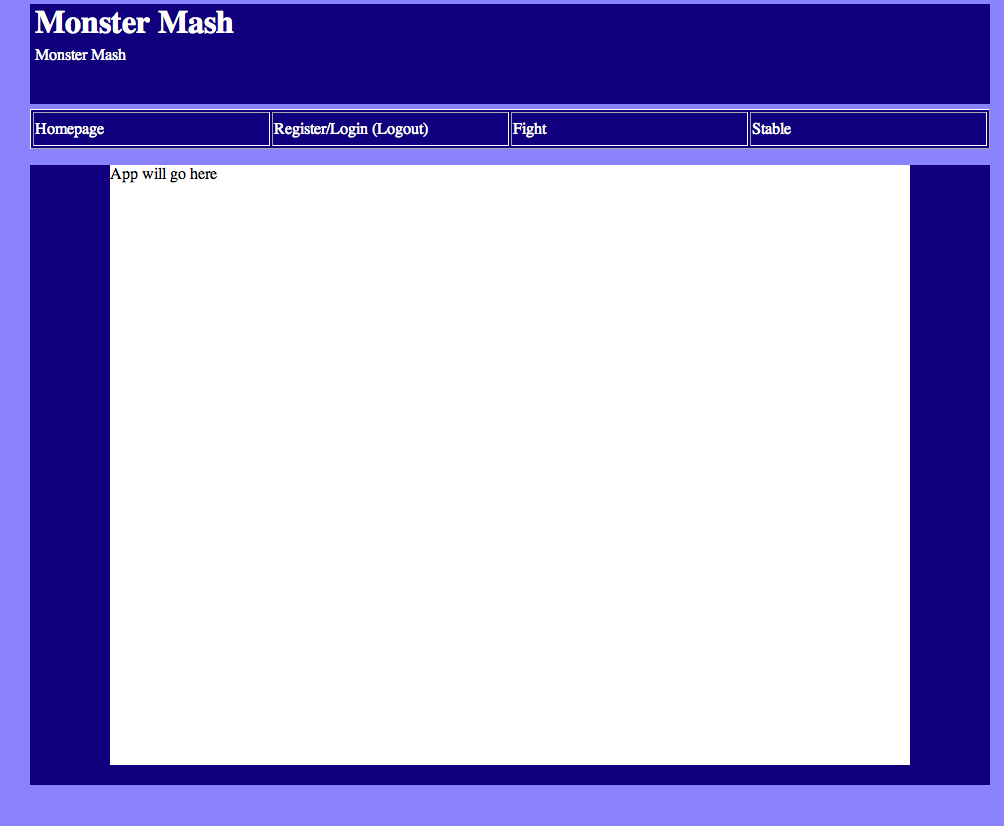 Monster Mash
Monster Mash
Homepage
Register/Login (Logout)
Fight
Stable
App will go here